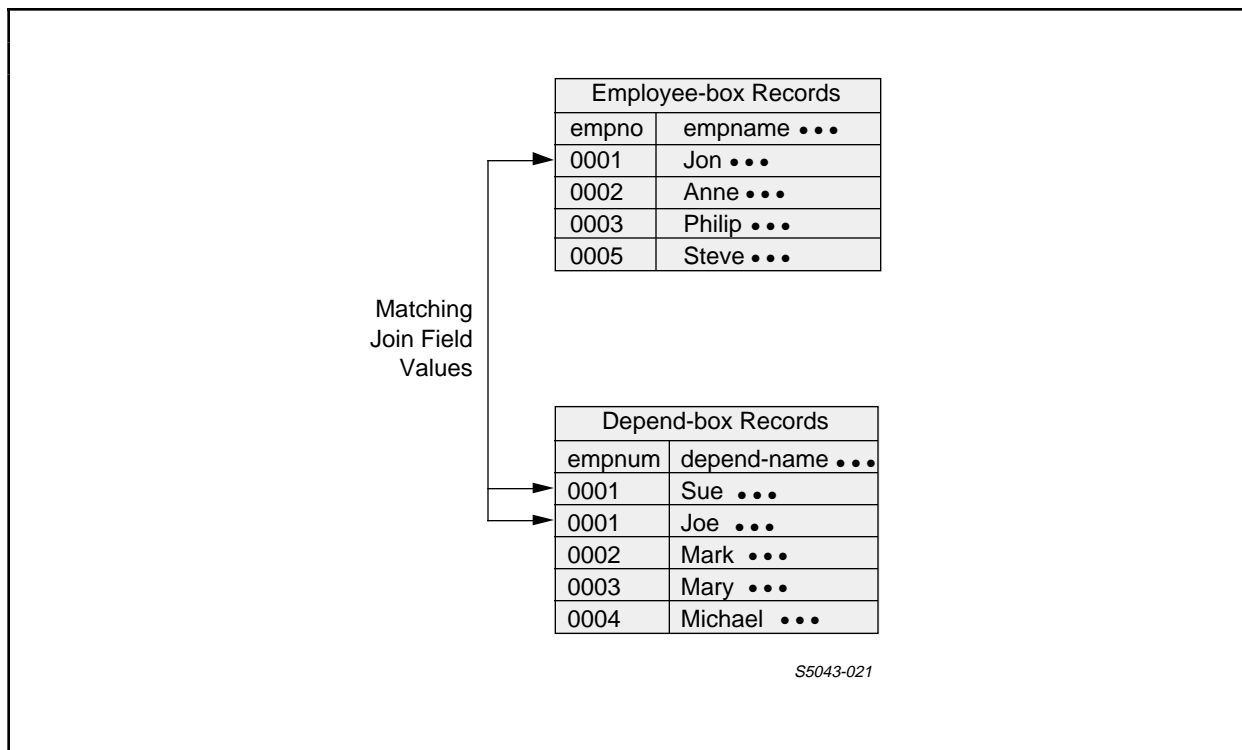 Employee-box Records
empno empname •••
0001 Jon •••
0002 Anne •••
0003 Philip •••
0005 Steve •••
Matching
Join Field
Values
Depend-box Records
empnum depend-name •••
0001 Sue •••
0001 Joe •••
0002 Mark •••
0003 Mary •••
0004 Michael •••
S5043-021